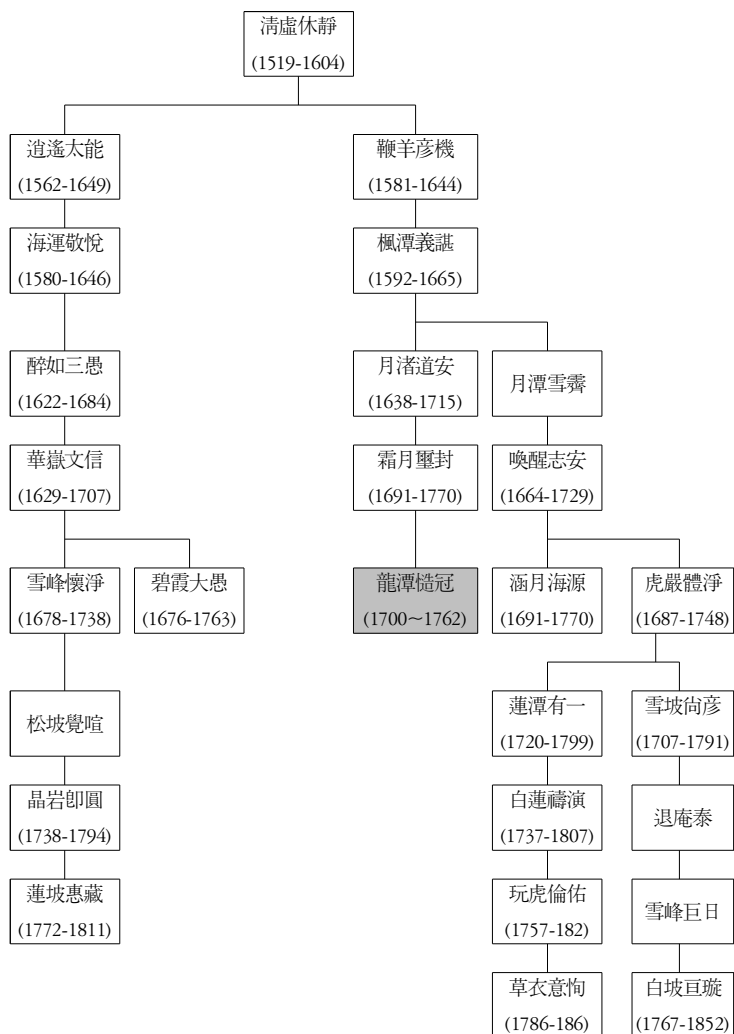 淸虛休靜
(1519-1604)
逍遙太能
(1562-1649)
鞭羊彦機
(1581-1644)
海運敬悅
(1580-1646)
楓潭義諶
(1592-1665)
醉如三愚
(1622-1684)
月渚道安
(1638-1715)
月潭雪霽
華嶽文信
(1629-1707)
霜月璽封
(1691-1770)
喚醒志安
(1664-1729)
雪峰懷淨
(1678-1738)
碧霞大愚
(1676-1763)
龍潭慥冠
(1700～1762)
涵月海源
(1691-1770)
虎嚴體淨
(1687-1748)
松坡覺喧
蓮潭有一
(1720-1799)
雪坡尙彦
(1707-1791)
晶岩卽圓
(1738-1794)
白蓮禱演
(1737-1807)
退庵泰
蓮坡惠藏
(1772-1811)
玩虎倫佑
(1757-182)
雪峰巨日
草衣意恂
(1786-186)
白坡亘璇
(1767-1852)